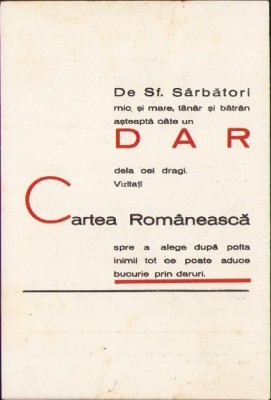 De Sf. Sărbători
mic, și mare, tânăr și bătrân
așteaptă câte un
DAR
dela cei dragi.
Vizitați
Cartea Românească
spre a alege după pofta
inimii tot ce poate aduce
bucurie prin daruri.